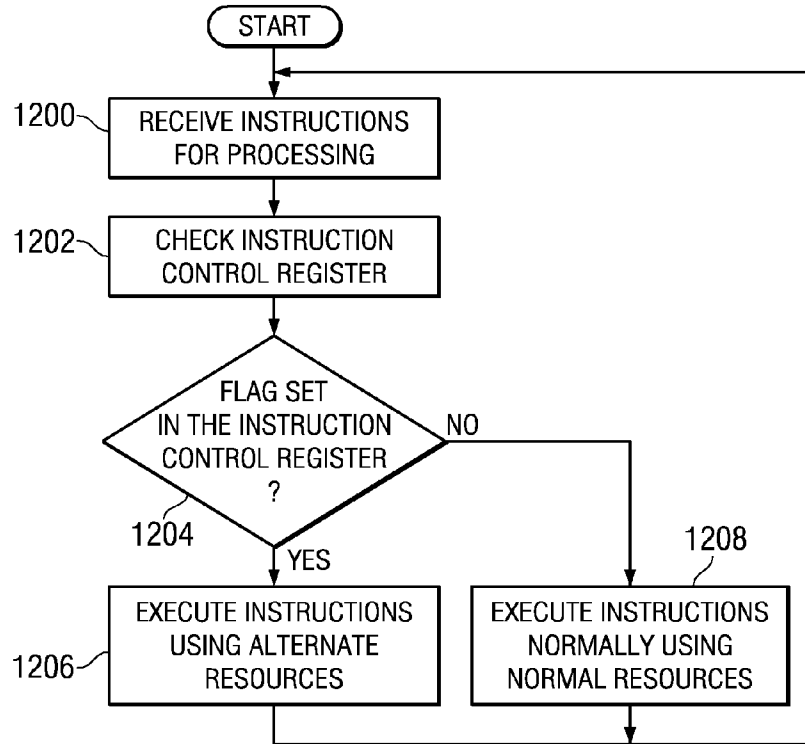 START
1200
RECEIVE INSTRUCTIONS
FOR PROCESSING
1202
CHECK INSTRUCTION
CONTROL REGISTER
FLAG SET
IN THE INSTRUCTION
CONTROL REGISTER
?
NO
1204
YES
1208
EXECUTE INSTRUCTIONS
USING ALTERNATE
RESOURCES
1206
EXECUTE INSTRUCTIONS
NORMALLY USING
NORMAL RESOURCES